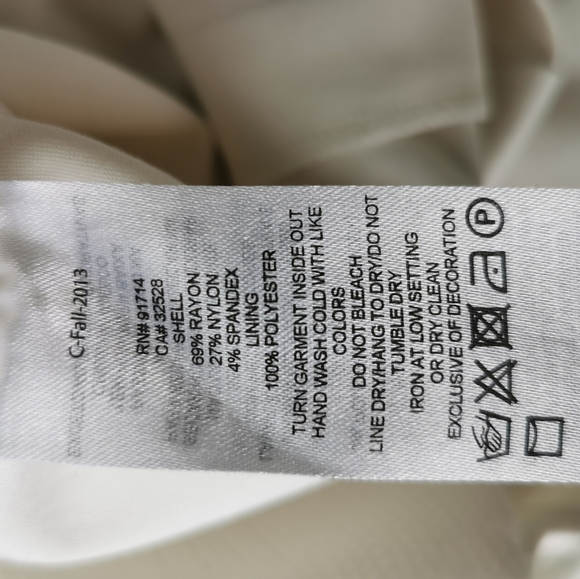 C-Fall-2013
RN# 91714
CA# 32528
SHELL
69% RAYON
27% NYLON
4% SPANDEX
LINING
100% POLYESTER
TURN GARMENT INSIDE OUT
HAND WASH COLD WITH LIKE
COLORS
DO NOT BLEACH
LINE DRY/HANG TO DRY/DO NOT
TUMBLE DRY
IRON AT LOW SETTING
OR DRY CLEAN
EXCLUSIVE OF DECORATION
P